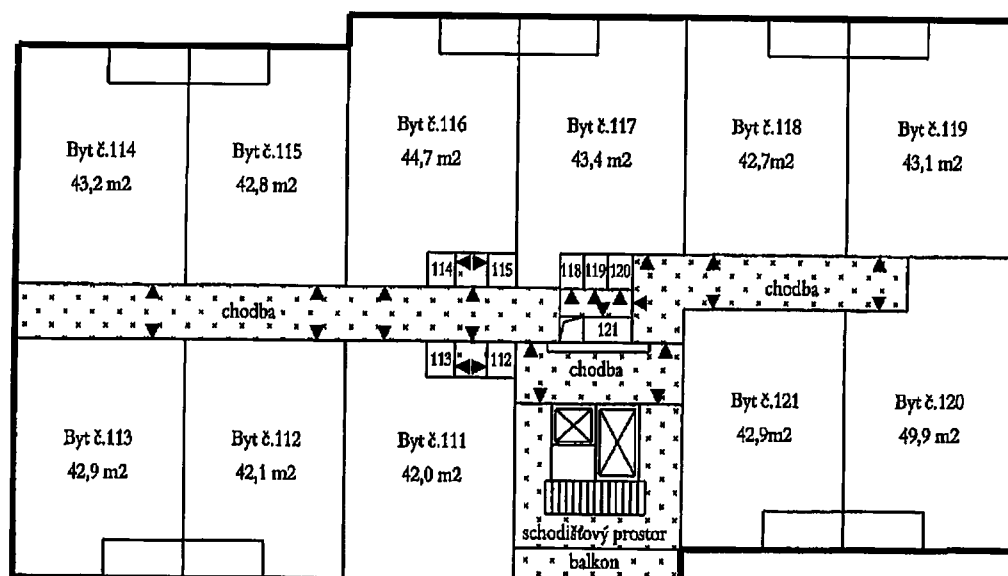 Byt č.114
43,2 m2
Byt č.115
42,8 m2
Byt č.116
44,7 m2
Byt č.117
43,4 m2
Byt č.118
42,7m2
Byt č.119
43,1 m2
114
115
118
119
120
chodba
chodba
121
113
112
chodba
Byt č.113
42,9 m2
Byt č.112
42,1 m2
Byt č.111
42,0 m2
Byt č.121
42,9m2
Byt č.120
49,9 m2
schodišťový prostor
balkon